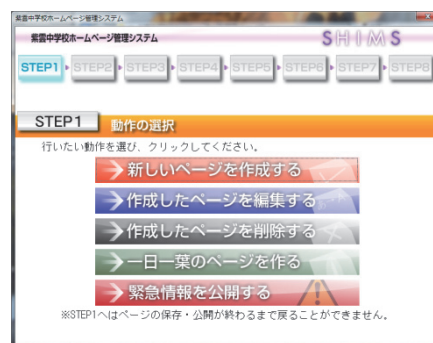 紫雲中学校ホームページ管理システム
紫雲中学校ホームページ管理システム SHIMS
STEP1 STEP2 STEP3 STEP4 STEP5 STEP6 STEP7 STEP8
STEP1 動作の選択
行いたい動作を選び、クリックしてください。
新しいページを作成する
作成したページを編集する
作成したページを削除する
一日一葉のページを作る
緊急情報を公開する
※STEP1へはページの保存・公開が終わるまで戻ることができません。